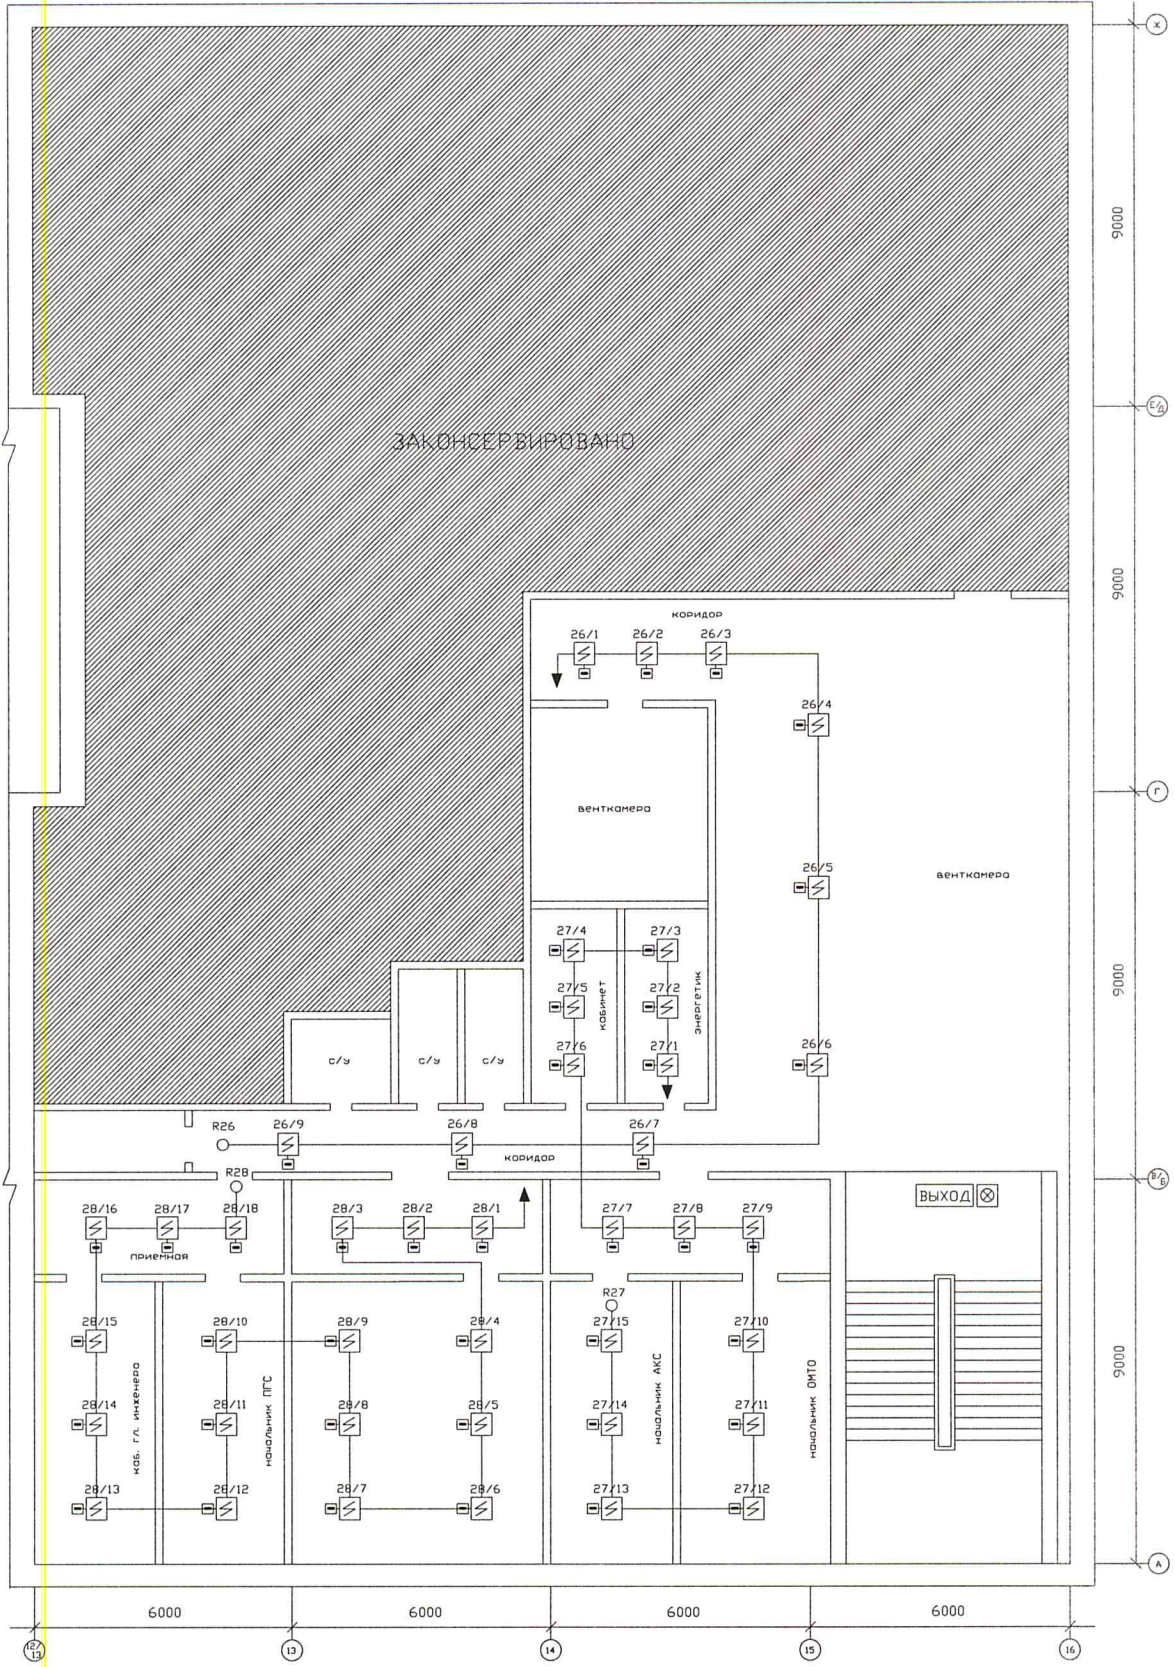 Ж
9000
Е/Д
ЗАКОНСЕРВИРОВАНО
9000
коридор
26/1
26/2
26/3
26/4
Г
венткамера
26/5
венткамера
27/4
27/3
9000
27/5
27/2
кабинет
энергетик
27/6
27/1
26/6
с/у
с/у
с/у
R26
26/9
26/8
26/7
коридор
R28
В/Б
ВЫХОД
28/16
28/17
28/18
28/3
28/2
28/1
27/7
27/8
27/9
приемная
R27
28/15
28/10
28/9
28/4
27/15
27/10
9000
каб. гл. инженера
начальник ПГС
начальник АКС
начальник ОМТО
28/14
28/11
28/8
28/5
27/14
27/11
28/13
28/12
28/7
28/6
27/13
27/12
А
6000
6000
6000
6000
12/13
13
14
15
16